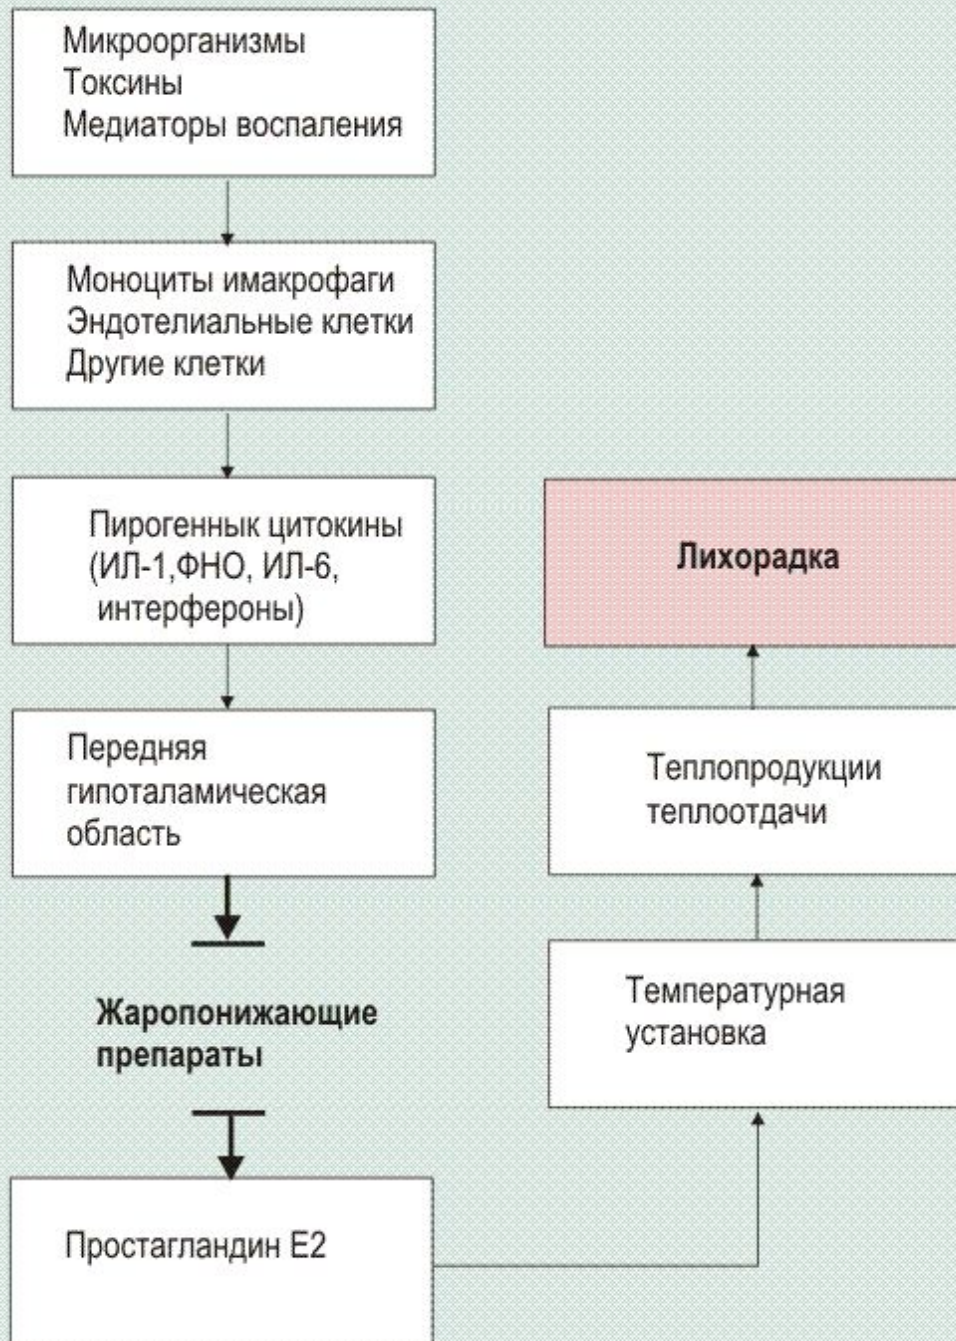 Микроорганизмы
Токсины
Медиаторы воспаления
Моноциты имакрофаги
Эндотелиальные клетки
Другие клетки
Пирогеннык цитокины
(ИЛ-1,ФНО, ИЛ-6,
интерфероны)
Передняя
гипоталамическая
область
Жаропонижающие
препараты
Простагландин Е2
Температурная
установка
Теплопродукции
теплоотдачи
Лихорадка